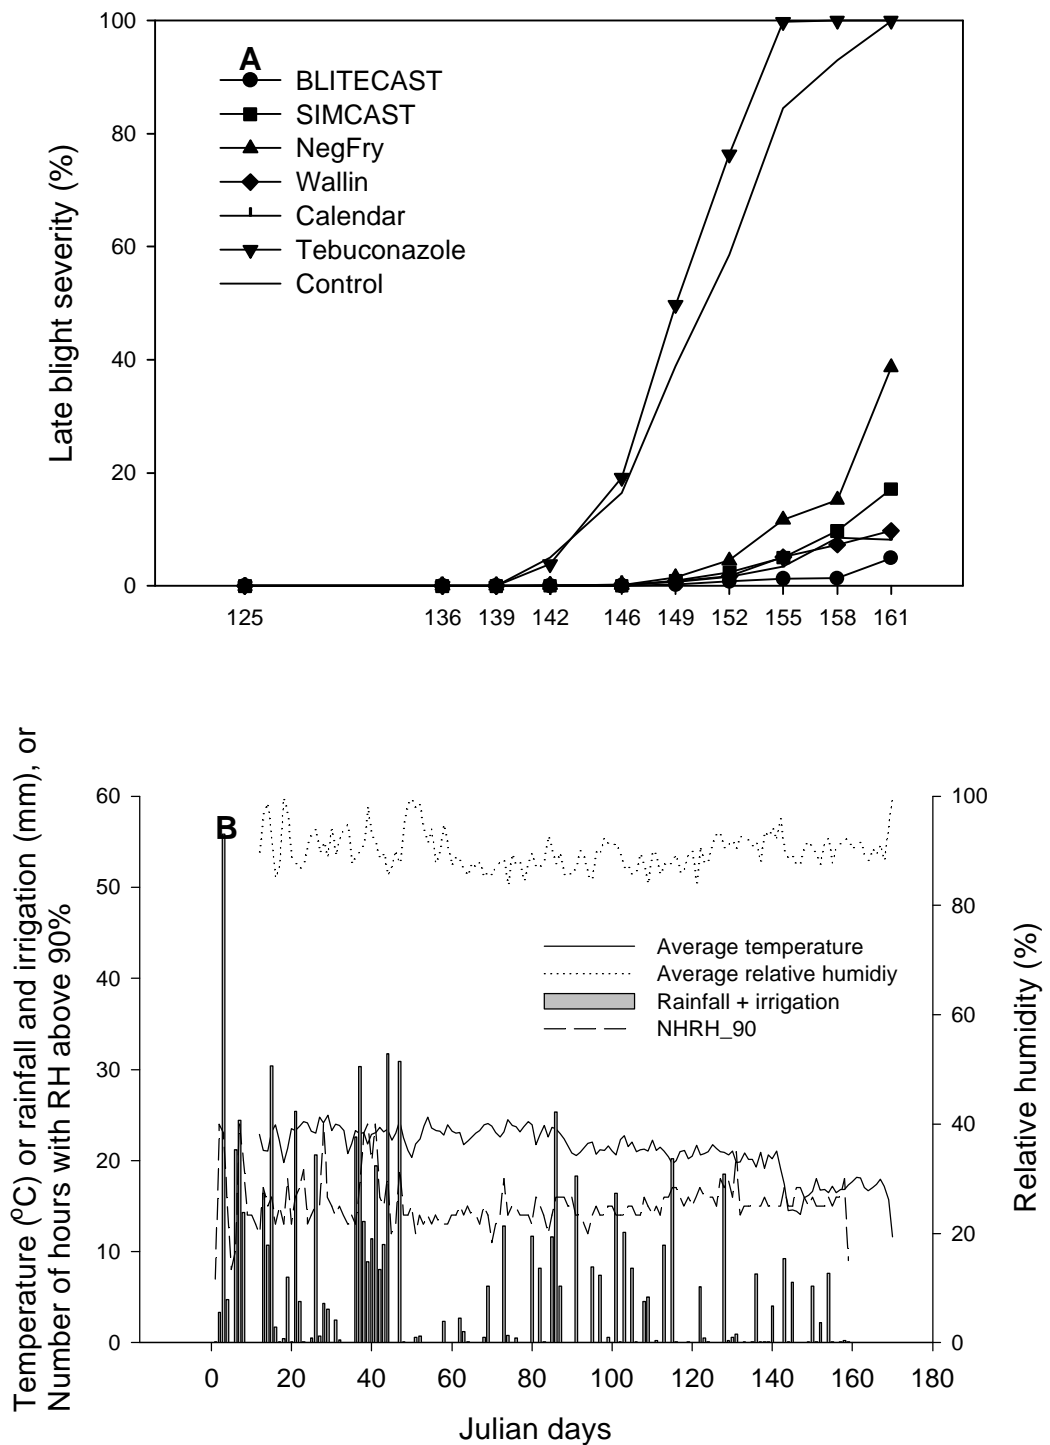 A
100
80
60
40
20
0
Late blight severity (%)
BLITECAST
SIMCAST
NegFry
Wallin
Calendar
Tebuconazole
Control
125 136 139 142 146 149 152 155 158 161
B
Temperature (ºC) or rainfall and irrigation (mm), or
Number of hours with RH above 90%
60
50
40
30
20
10
0
Average temperature
Average relative humidiy
Rainfall + irrigation
NHRH_90
100
80
60
40
20
0
Relative humidity (%)
0 20 40 60 80 100 120 140 160 180
Julian days